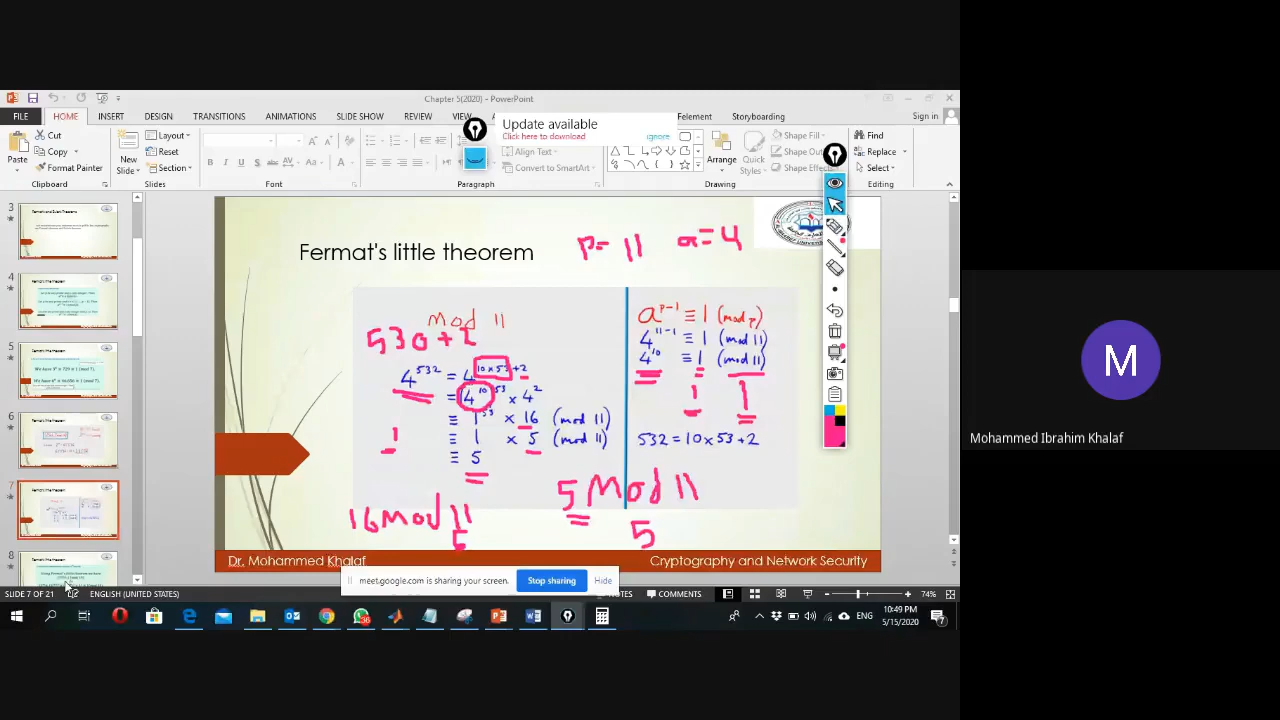 Chapter 5(2020) - PowerPoint
FILE HOME INSERT DESIGN TRANSITIONS ANIMATIONS SLIDE SHOW REVIEW VIEW Felement Storyboarding Sign in
Update available
Click here to download ignore
Paste Cut Copy Format Painter
Clipboard
New Slide Layout Reset Section
Slides
Font
Align Text
Convert to SmartArt
Paragraph
Arrange
Quick Styles
Shape Fill
Drawing
Find
Replace
Select
Editing
3
4
5
6
7
8
Fermat's little theorem
P= 11 a=4
mod 11
530+2
4^532 = 4^10×53+2
= (4^10)^53 × 4^2
≡ 1^53 × 16 (mod 11)
≡ 1 × 5 (mod 11)
≡ 5
1
16 mod 11
5
a^p-1 ≡ 1 (mod p)
4^11-1 ≡ 1 (mod 11)
4^10 ≡ 1 (mod 11)
1 1
532 = 10×53+2
5 Mod 11
5
Dr. Mohammed Khalaf Cryptography and Network Security
meet.google.com is sharing your screen. Stop sharing Hide
SLIDE 7 OF 21 ENGLISH (UNITED STATES) COMMENTS 74%
ENG 10:49 PM
5/15/2020
M
Mohammed Ibrahim Khalaf